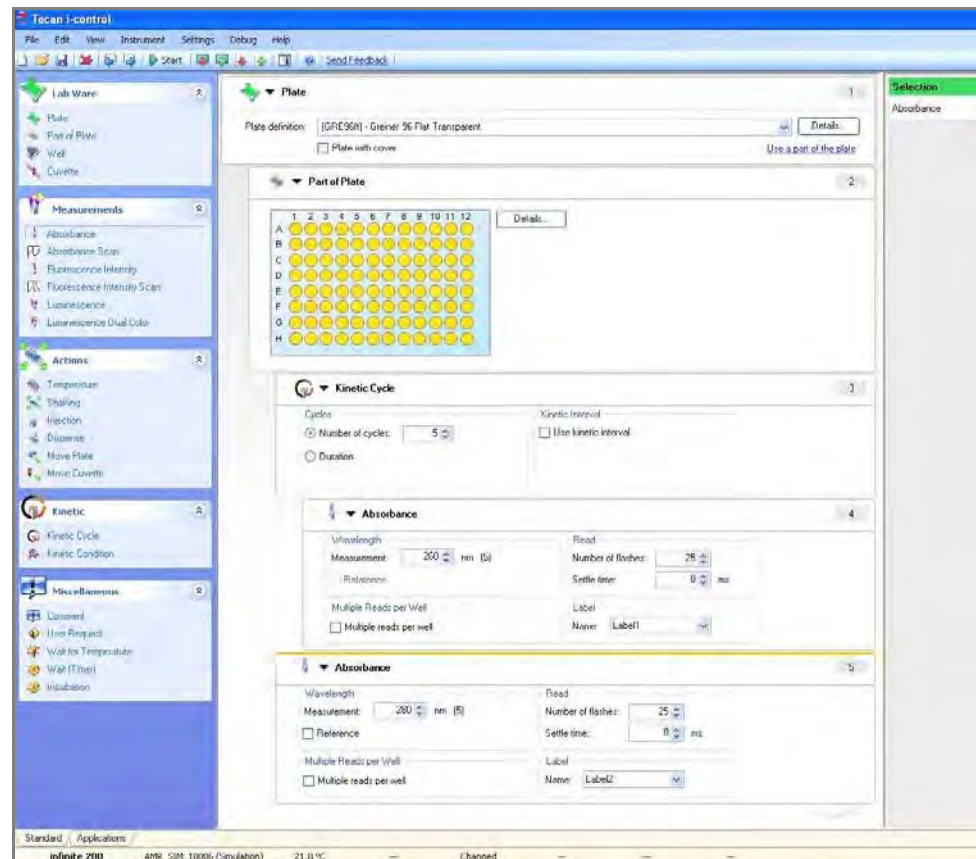 Tecan i-control
File Edit View Instrument Settings Debug Help
Start Send Feedback
Lab Ware
Plate
Part of Plate
Well
Cuvette
Measurements
Absorbance
Absorbance Scan
Fluorescence Intensity
Fluorescence Intensity Scan
Luminescence
Luminescence Dual Color
Actions
Temperature
Shaking
Injection
Dispense
Move Plate
Move Cuvette
Kinetic
Kinetic Cycle
Kinetic Condition
Miscellaneous
Comment
User Request
Wait for Temperature
Wait (Timer)
Incubation
Plate 1
Plate definition: [GRE96ft] - Greiner 96 Flat Transparent Details...
Plate with cover Use a part of the plate
Part of Plate 2
1 2 3 4 5 6 7 8 9 10 11 12
Details...
A
B
C
D
E
F
G
H
Kinetic Cycle 3
Cycles Kinetic Interval
Number of cycles: 5 Use kinetic interval
Duration
Absorbance 4
Wavelength Read
Measurement: 260 nm (5) Number of flashes: 25
Reference Settle time: 0 ms
Multiple Reads per Well Label
Multiple reads per well Name: Label1
Absorbance 5
Wavelength Read
Measurement: nm (5) Number of flashes: 25
Reference Settle time: 0 ms
Multiple Reads per Well Label
Multiple reads per well Name: Label2
Selection
Absorbance
Standard Applications
infinite 200 AMR, SIM, 10006 (Simulation) 21.8 °C — Changed — — —